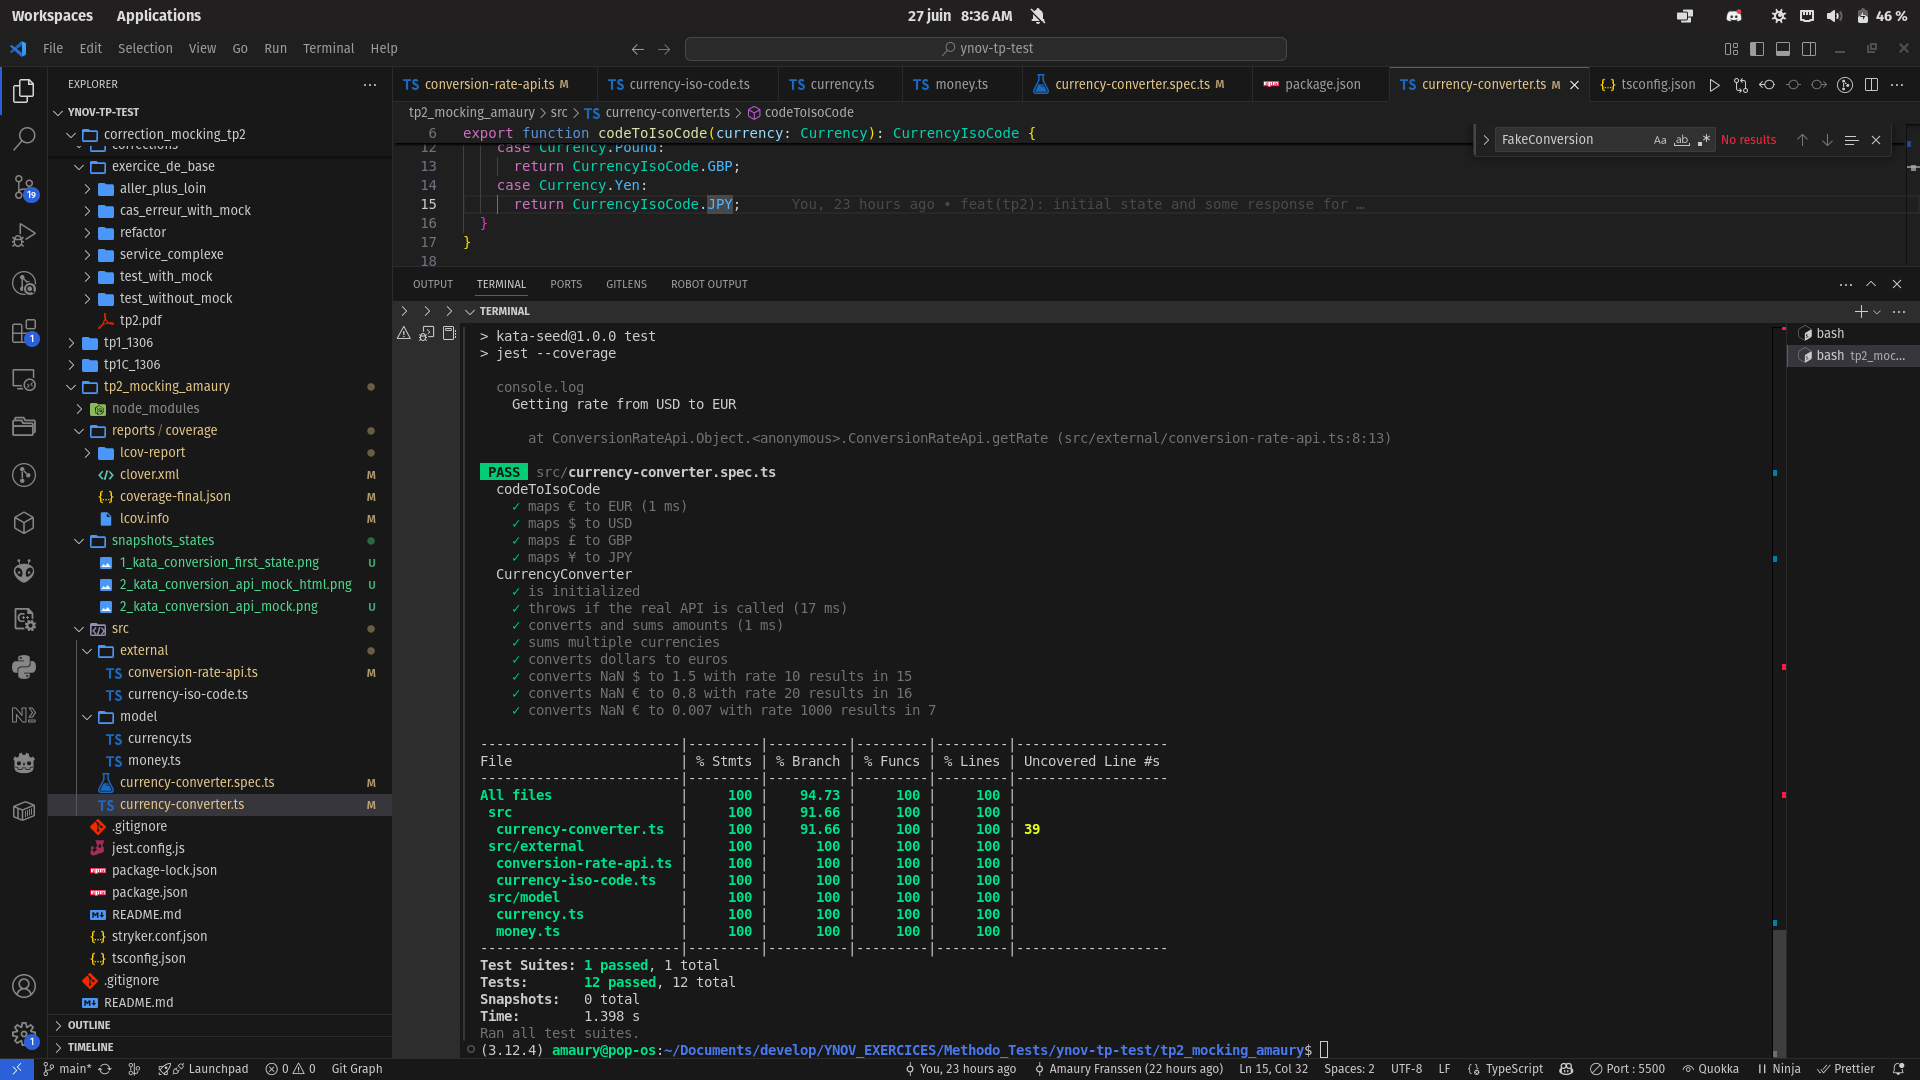 Workspaces Applications 27 juin 8:36 AM 46 %
File Edit Selection View Go Run Terminal Help ynov-tp-test
EXPLORER
YNOV-TP-TEST
correction_mocking_tp2
corrections
exercice_de_base
aller_plus_loin
cas_erreur_with_mock
refactor
service_complexe
test_with_mock
test_without_mock
tp2.pdf
tp1_1306
tp1C_1306
tp2_mocking_amaury
node_modules
reports / coverage
lcov-report
clover.xml M
coverage-final.json M
lcov.info M
snapshots_states
1_kata_conversion_first_state.png U
2_kata_conversion_api_mock_html.png U
2_kata_conversion_api_mock.png U
src
external
TS conversion-rate-api.ts M
TS currency-iso-code.ts
model
TS currency.ts
TS money.ts
currency-converter.spec.ts M
TS currency-converter.ts M
.gitignore
jest.config.js
package-lock.json
package.json
README.md
stryker.conf.json
tsconfig.json
.gitignore
README.md
OUTLINE
TIMELINE
19
1
1
TS conversion-rate-api.ts M TS currency-iso-code.ts TS currency.ts TS money.ts currency-converter.spec.ts M package.json TS currency-converter.ts M tsconfig.json
tp2_mocking_amaury > src > TS currency-converter.ts > codeToIsoCode
6 export function codeToIsoCode(currency: Currency): CurrencyIsoCode {
12 case Currency.Pound:
13 return CurrencyIsoCode.GBP;
14 case Currency.Yen:
15 return CurrencyIsoCode.JPY; You, 23 hours ago • feat(tp2): initial state and some response for …
16 }
17 }
18
FakeConversion Aa ab .* No results
OUTPUT TERMINAL PORTS GITLENS ROBOT OUTPUT
TERMINAL
> kata-seed@1.0.0 test
> jest --coverage
console.log
Getting rate from USD to EUR
at ConversionRateApi.Object.<anonymous>.ConversionRateApi.getRate (src/external/conversion-rate-api.ts:8:13)
PASS src/currency-converter.spec.ts
codeToIsoCode
✓ maps € to EUR (1 ms)
✓ maps $ to USD
✓ maps £ to GBP
✓ maps ¥ to JPY
CurrencyConverter
✓ is initialized
✓ throws if the real API is called (17 ms)
✓ converts and sums amounts (1 ms)
✓ sums multiple currencies
✓ converts dollars to euros
✓ converts NaN $ to 1.5 with rate 10 results in 15
✓ converts NaN € to 0.8 with rate 20 results in 16
✓ converts NaN € to 0.007 with rate 1000 results in 7
-------------------------|---------|----------|---------|---------|-------------------
File | % Stmts | % Branch | % Funcs | % Lines | Uncovered Line #s
-------------------------|---------|----------|---------|---------|-------------------
All files | 100 | 94.73 | 100 | 100 |
src | 100 | 91.66 | 100 | 100 |
currency-converter.ts | 100 | 91.66 | 100 | 100 | 39
src/external | 100 | 100 | 100 | 100 |
conversion-rate-api.ts | 100 | 100 | 100 | 100 |
currency-iso-code.ts | 100 | 100 | 100 | 100 |
src/model | 100 | 100 | 100 | 100 |
currency.ts | 100 | 100 | 100 | 100 |
money.ts | 100 | 100 | 100 | 100 |
-------------------------|---------|----------|---------|---------|-------------------
Test Suites: 1 passed, 1 total
Tests: 12 passed, 12 total
Snapshots: 0 total
Time: 1.398 s
Ran all test suites.
(3.12.4) amaury@pop-os:~/Documents/develop/YNOV_EXERCICES/Methodo_Tests/ynov-tp-test/tp2_mocking_amaury$
bash
bash tp2_moc...
main* Launchpad 0 0 Git Graph You, 23 hours ago Amaury Franssen (22 hours ago) Ln 15, Col 32 Spaces: 2 UTF-8 LF TypeScript Port : 5500 Quokka Ninja Prettier